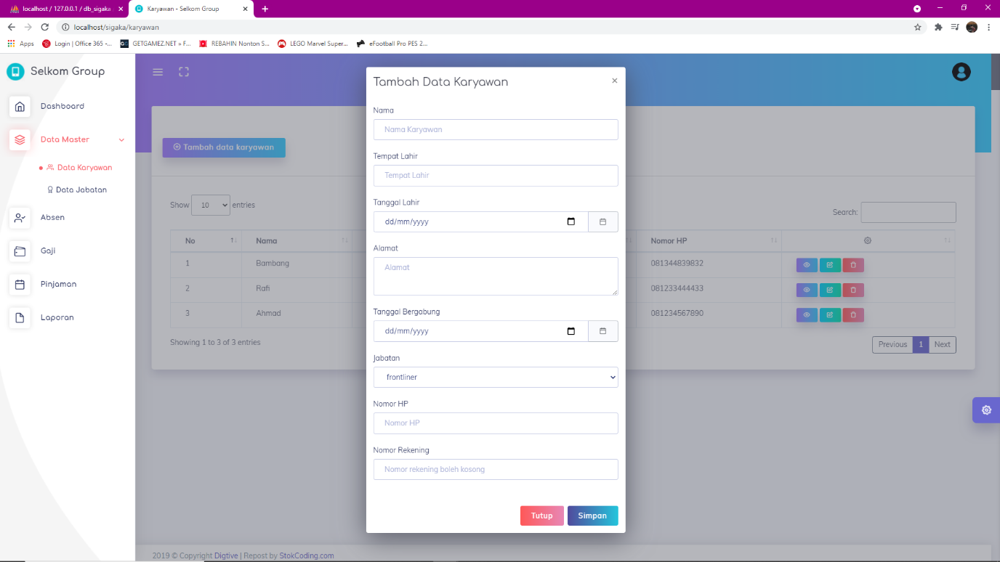 localhost / 127.0.0.1 / db_sigaka
Karyawan - Selkom Group
localhost/sigaka/karyawan
Apps
Login | Office 365 -...
GETGAMEZ.NET » F...
REBAHIN Nonton S...
LEGO Marvel Super...
eFootball Pro PES 2...
Selkom Group
Dashboard
Data Master
Data Karyawan
Data Jabatan
Absen
Gaji
Pinjaman
Laporan
Tambah data karyawan
Show 10 entries
Search:
No Nama Nomor HP
1 Bambang 081344839832
2 Rafi 081233444433
3 Ahmad 081234567890
Showing 1 to 3 of 3 entries
Previous 1 Next
Tambah Data Karyawan
×
Nama
Nama Karyawan
Tempat Lahir
Tempat Lahir
Tanggal Lahir
dd/mm/yyyy
Alamat
Alamat
Tanggal Bergabung
dd/mm/yyyy
Jabatan
frontliner
Nomor HP
Nomor HP
Nomor Rekening
Nomor rekening boleh kosong
Tutup Simpan
2019 © Copyright Digtive | Repost by StokCoding.com